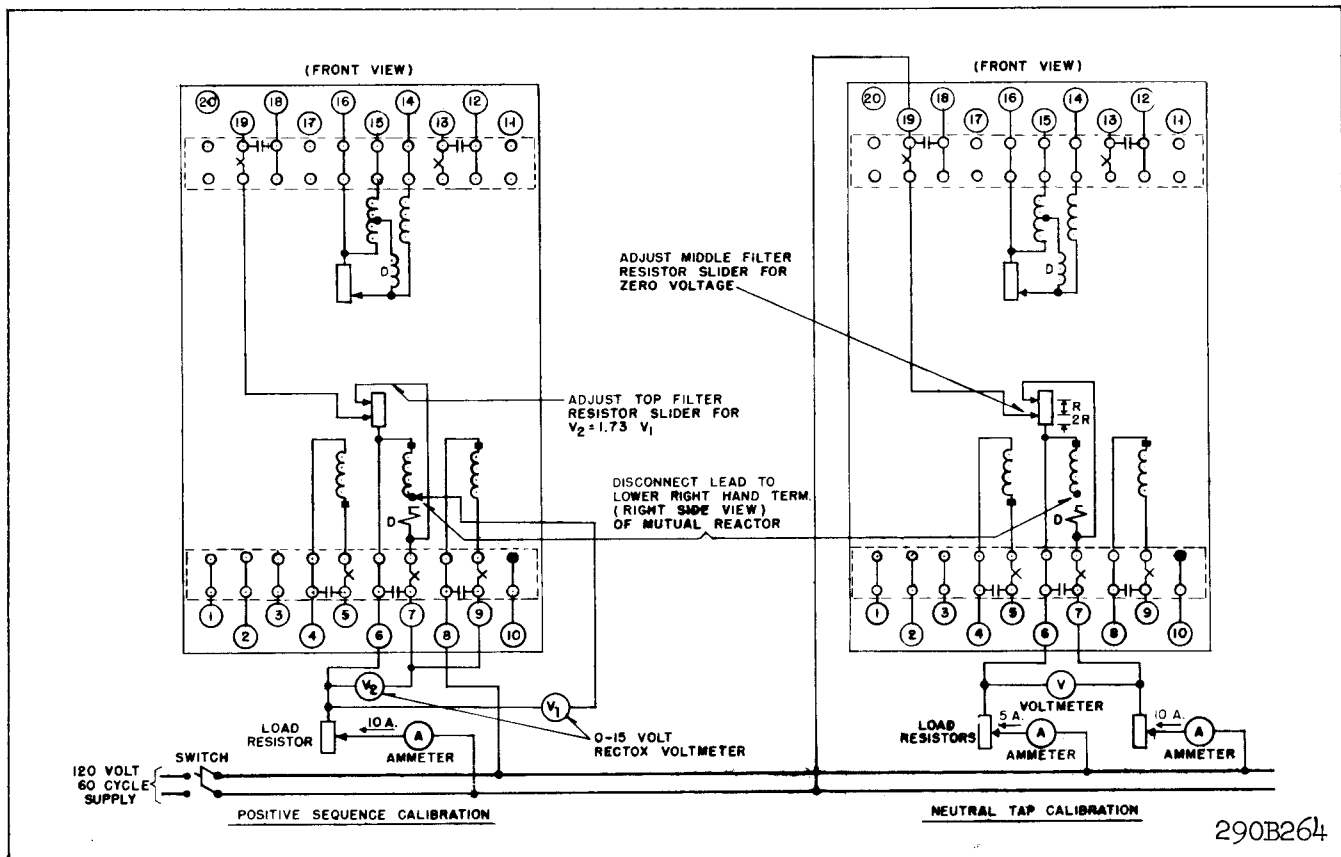 (FRONT VIEW)
20 18 16 14 12
19 17 15 13 11
D
ADJUST TOP FILTER
RESISTOR SLIDER FOR
V2=1.73 V1
D
1 2 3 4 5 6 7 8 9 10
V2
V1
LOAD
RESISTOR
10 A.
A
AMMETER
0-15 VOLT
RECTOX VOLTMETER
SWITCH
120 VOLT
60 CYCLE
SUPPLY
POSITIVE SEQUENCE CALIBRATION
ADJUST MIDDLE FILTER
RESISTOR SLIDER FOR
ZERO VOLTAGE
DISCONNECT LEAD TO
LOWER RIGHT HAND TERM.
(RIGHT SIDE VIEW)
OF MUTUAL REACTOR
(FRONT VIEW)
20 18 16 14 12
19 17 15 13 11
D
R
2R
D
1 2 3 4 5 6 7 8 9 10
V
VOLTMETER
LOAD
RESISTORS
5 A.
A
AMMETER
10 A.
A
AMMETER
NEUTRAL TAP CALIBRATION
290B264